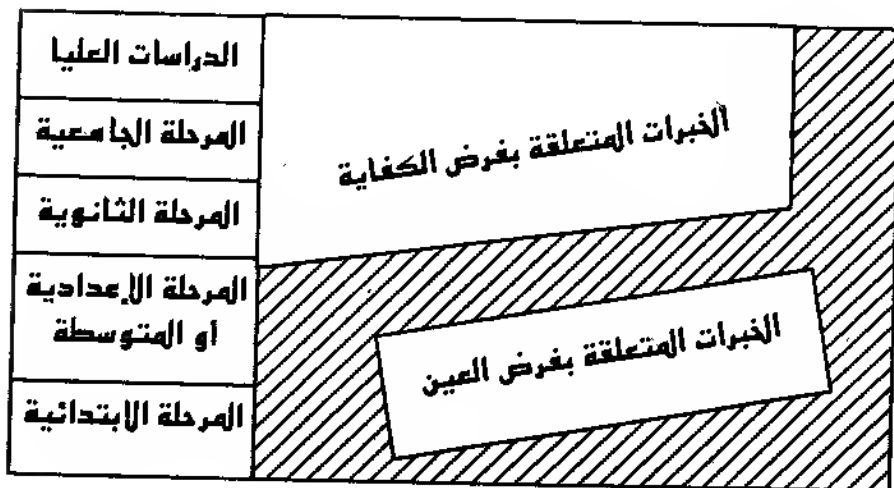 الدراسات العليا
المرحلة الجامعية
المرحلة الثانوية
المرحلة الإعدادية
أو المتوسطة
المرحلة الابتدائية
الخبرات المتعلقة بفرض الكفاية
الخبرات المتعلقة بفرض العين